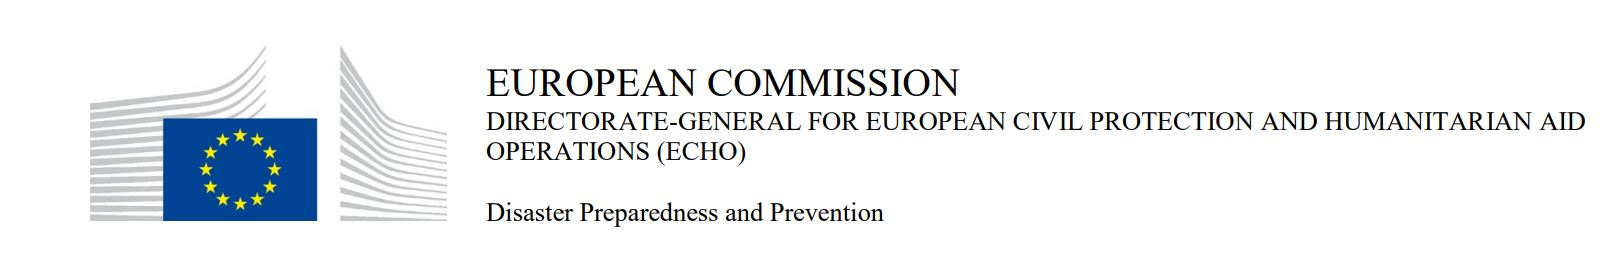 EUROPEAN COMMISSION
DIRECTORATE-GENERAL FOR EUROPEAN CIVIL PROTECTION AND HUMANITARIAN AID
OPERATIONS (ECHO)
Disaster Preparedness and Prevention